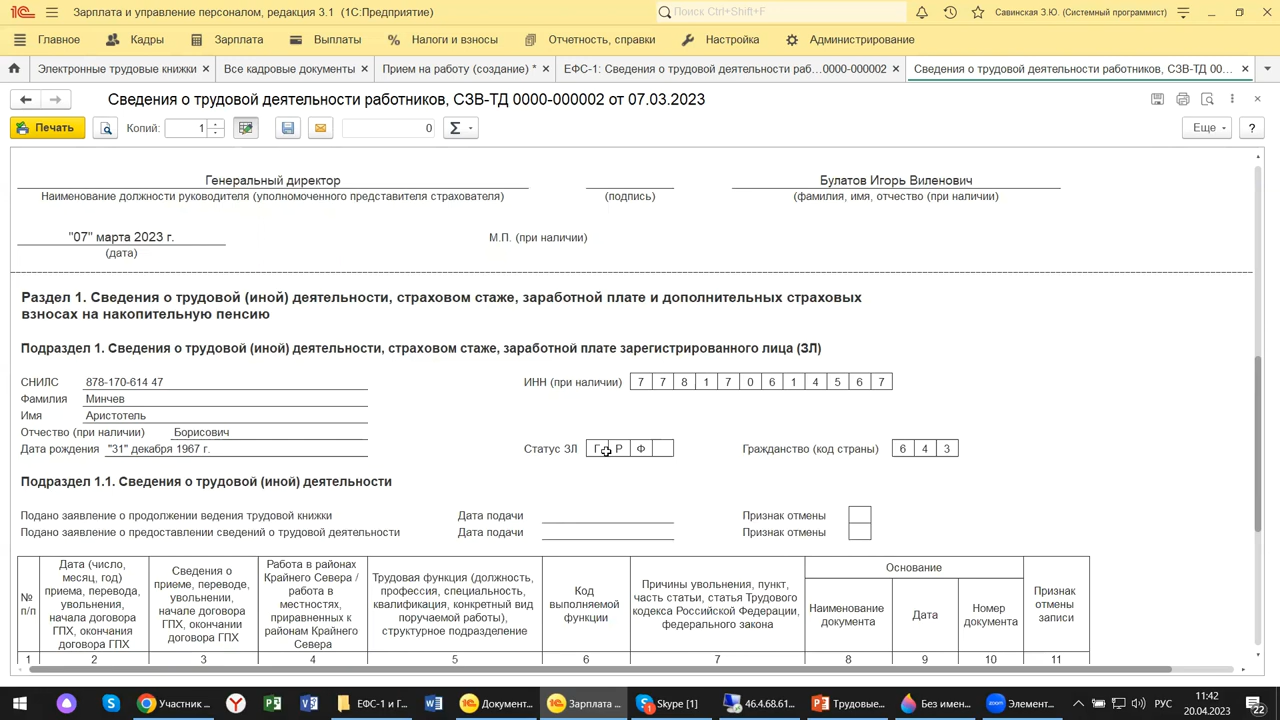 Зарплата и управление персоналом, редакция 3.1 (1С:Предприятие)
Поиск Ctrl+Shift+F
Савинская З.Ю. (Системный программист)
Главное
Кадры
Зарплата
Выплаты
Налоги и взносы
Отчетность, справки
Настройка
Администрирование
Электронные трудовые книжки
Все кадровые документы
Прием на работу (создание) *
ЕФС-1: Сведения о трудовой деятельности раб...0000-000002
Сведения о трудовой деятельности работников, СЗВ-ТД 00...
Сведения о трудовой деятельности работников, СЗВ-ТД 0000-000002 от 07.03.2023
Печать
Копий: 1
0
Σ
Еще
?
Генеральный директор
Булатов Игорь Виленович
Наименование должности руководителя (уполномоченного представителя страхователя)
(подпись)
(фамилия, имя, отчество (при наличии)
"07" марта 2023 г.
М.П. (при наличии)
(дата)
Раздел 1. Сведения о трудовой (иной) деятельности, страховом стаже, заработной плате и дополнительных страховых
взносах на накопительную пенсию
Подраздел 1. Сведения о трудовой (иной) деятельности, страховом стаже, заработной плате зарегистрированного лица (ЗЛ)
СНИЛС 878-170-614 47
ИНН (при наличии) 7 7 8 1 7 0 6 1 4 5 6 7
Фамилия Минчев
Имя Аристотель
Отчество (при наличии) Борисович
Дата рождения "31" декабря 1967 г.
Статус ЗЛ Г Р Ф
Гражданство (код страны) 6 4 3
Подраздел 1.1. Сведения о трудовой (иной) деятельности
Подано заявление о продолжении ведения трудовой книжки Дата подачи Признак отмены
Подано заявление о предоставлении сведений о трудовой деятельности Дата подачи Признак отмены
№
п/п
Дата (число,
месяц, год)
приема, перевода,
увольнения,
начала договора
ГПХ, окончания
договора ГПХ
Сведения о
приеме, переводе,
увольнении,
начале договора
ГПХ, окончании
договора ГПХ
Работа в районах
Крайнего Севера /
работа в
местностях,
приравненных к
районам Крайнего
Севера
Трудовая функция (должность,
профессия, специальность,
квалификация, конкретный вид
поручаемой работы),
структурное подразделение
Код
выполняемой
функции
Причины увольнения, пункт,
часть статьи, статья Трудового
кодекса Российской Федерации,
федерального закона
Основание
Наименование
документа
Дата
Номер
документа
Признак
отмены
записи
1 2 3 4 5 6 7 8 9 10 11
Участник ...
ЕФС-1 и Г...
Документ...
Зарплата ...
Skype [1]
46.4.68.61...
Трудовые...
Без имен...
Элемент...
РУС
11:42
20.04.2023
22